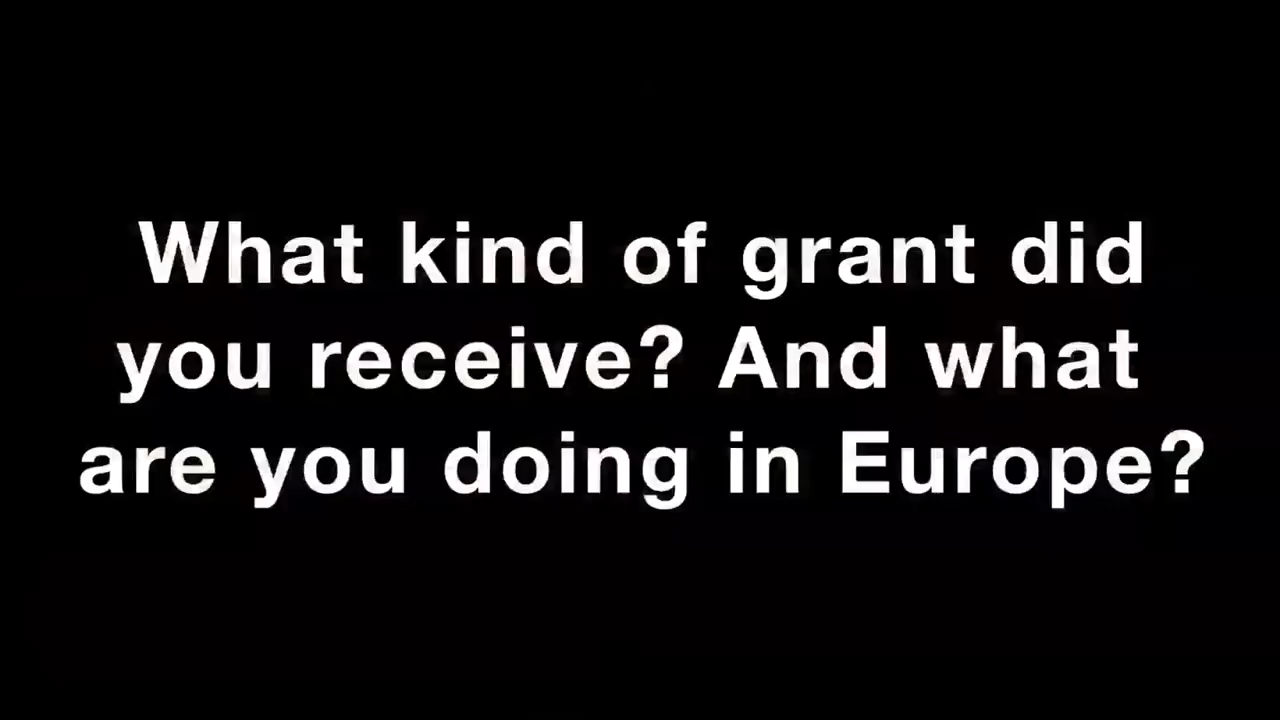 What kind of grant did
you receive? And what
are you doing in Europe?